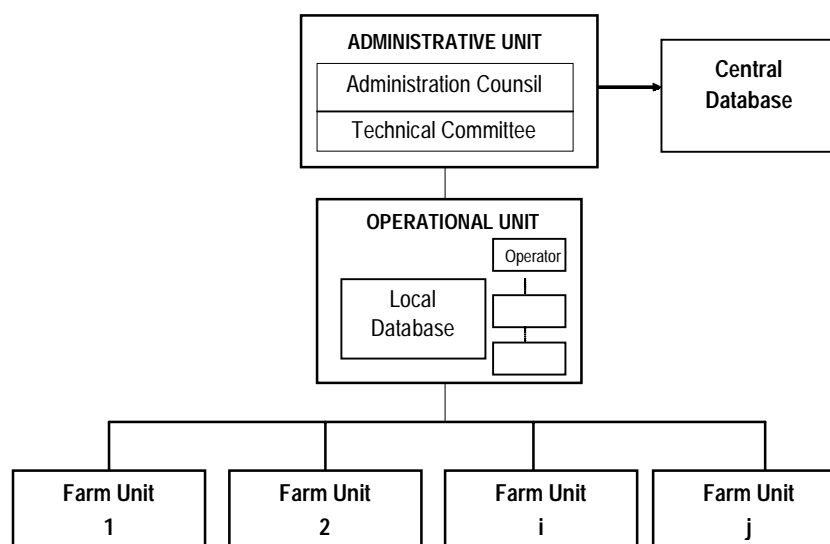 ADMINISTRATIVE UNIT
Administration Counsil
Technical Committee
Central
Database
OPERATIONAL UNIT
Operator
Local
Database
Farm Unit
1
Farm Unit
2
Farm Unit
i
Farm Unit
j